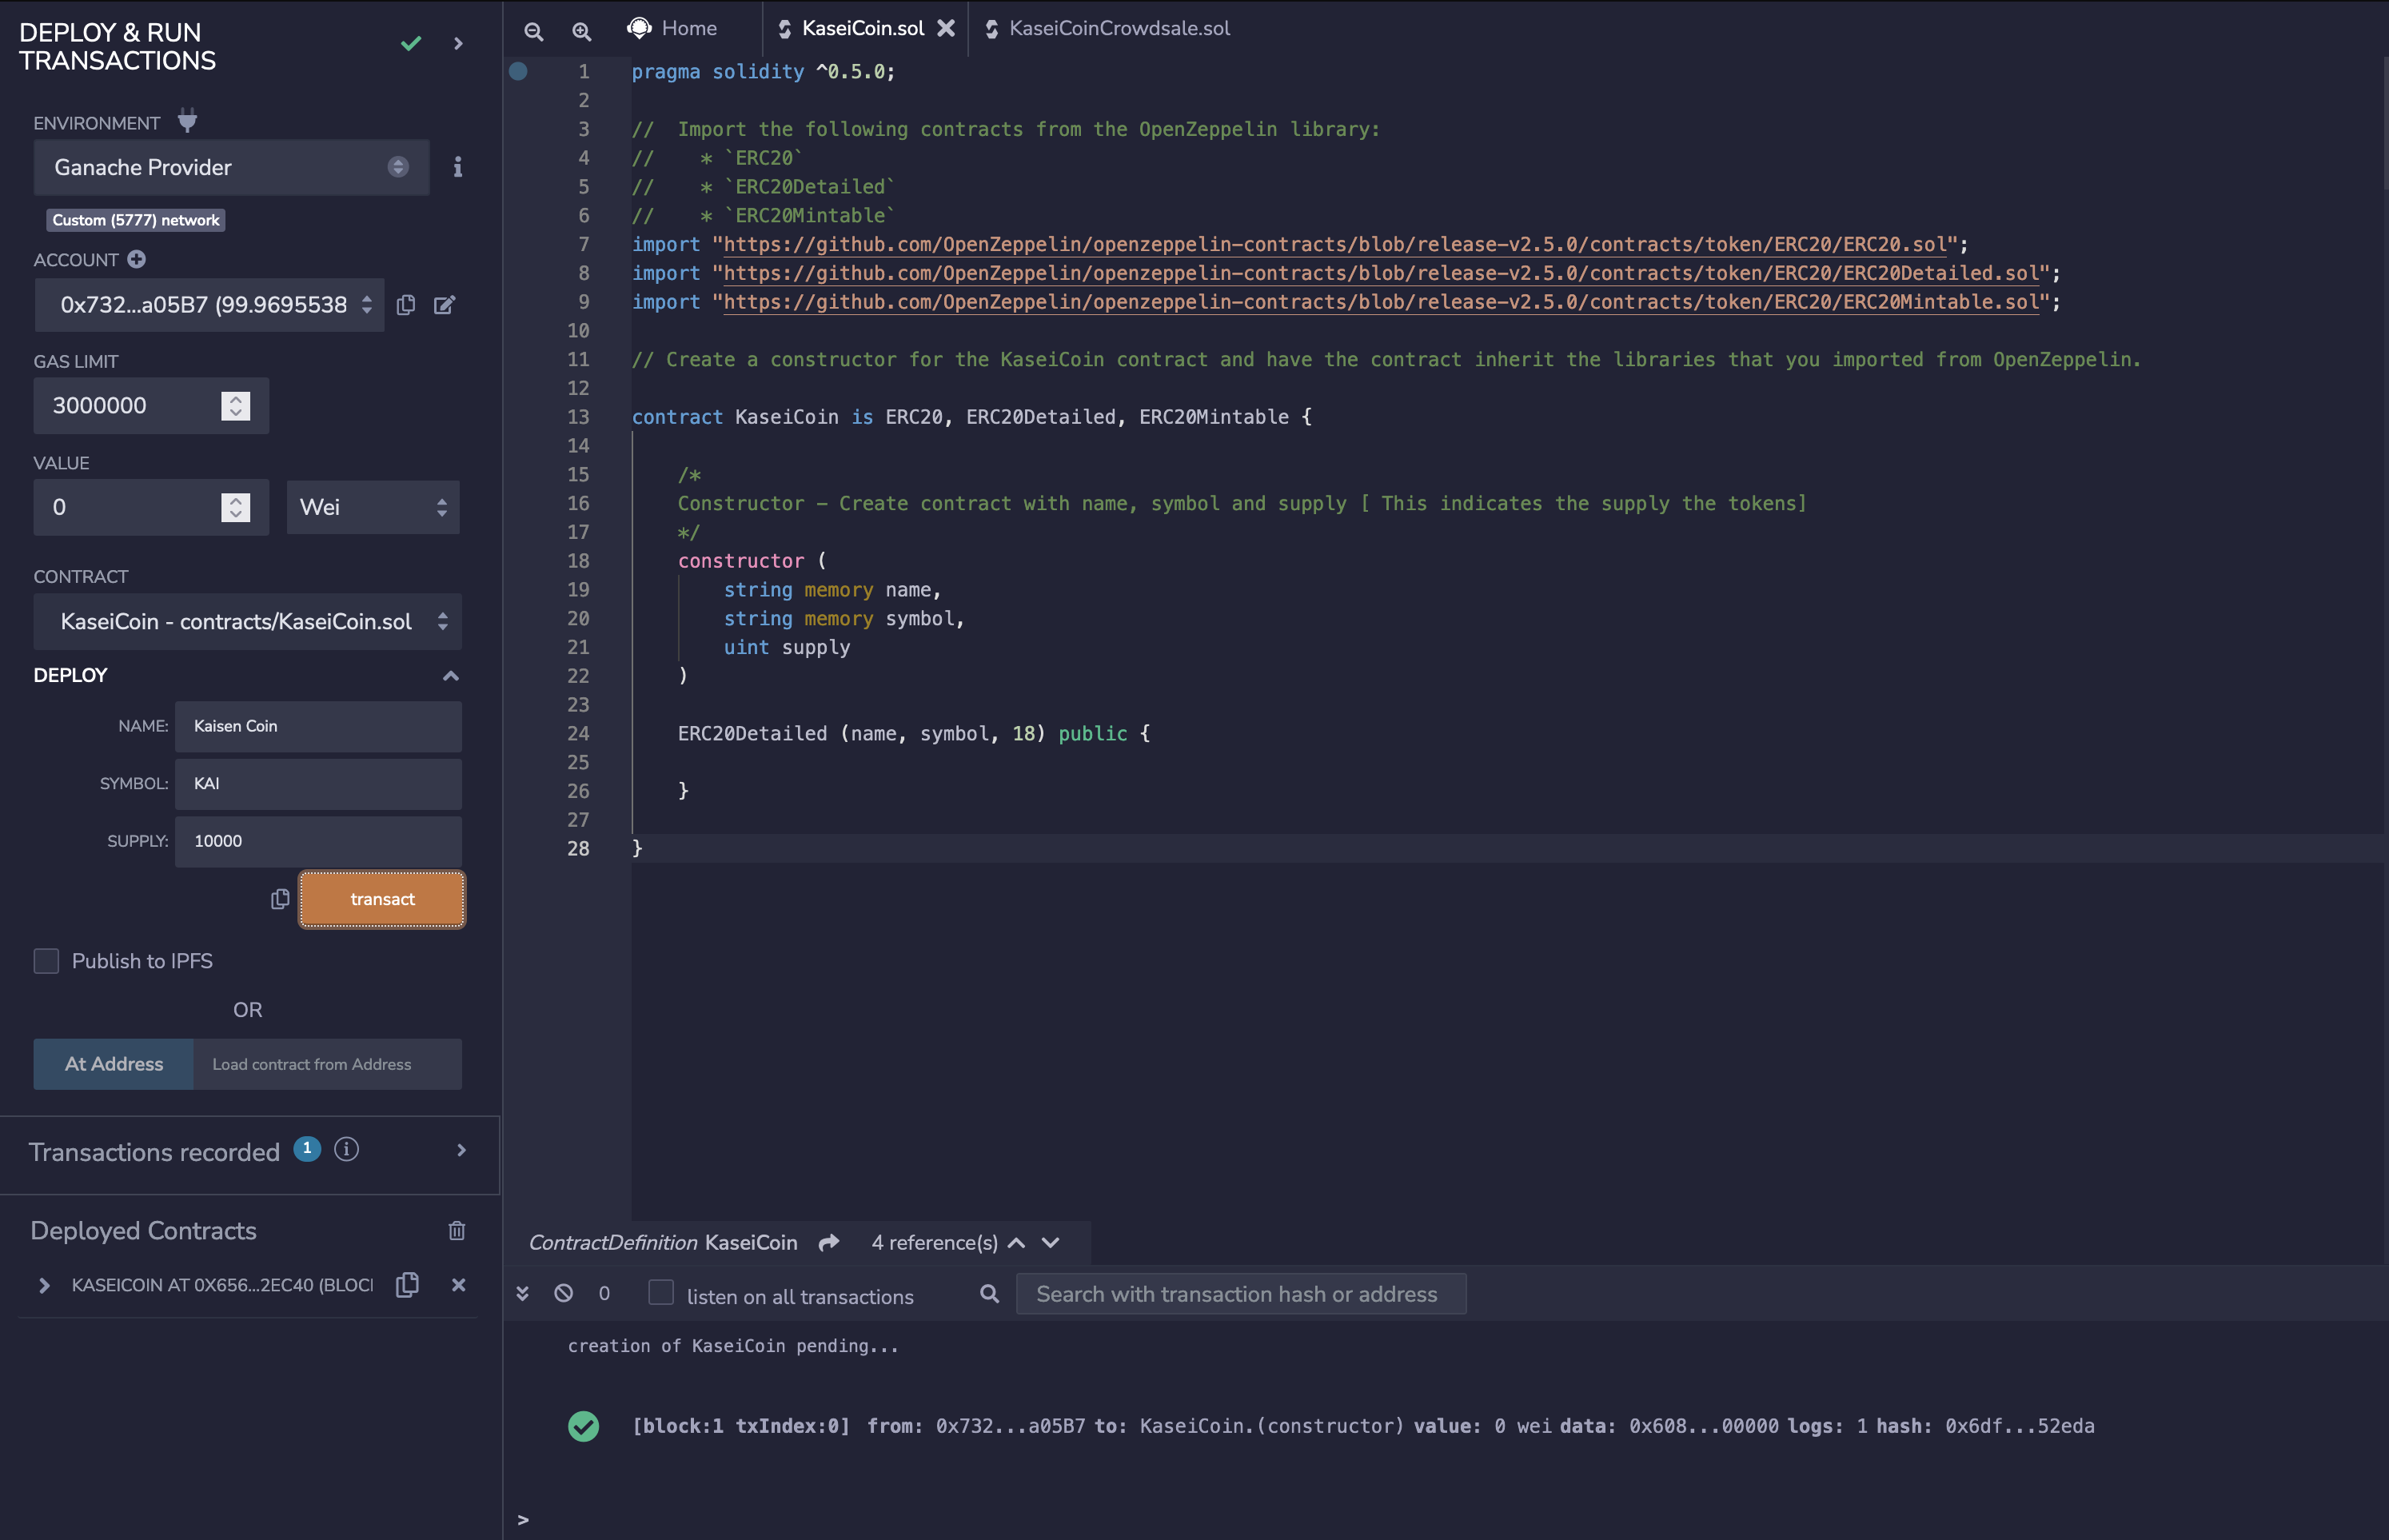 DEPLOY & RUN
TRANSACTIONS
ENVIRONMENT
Ganache Provider
Custom (5777) network
ACCOUNT
0x732...a05B7 (99.9695538
GAS LIMIT
3000000
VALUE
0
Wei
CONTRACT
KaseiCoin - contracts/KaseiCoin.sol
DEPLOY
NAME: Kaisen Coin
SYMBOL: KAI
SUPPLY: 10000
transact
Publish to IPFS
OR
At Address Load contract from Address
Transactions recorded 1 i
Deployed Contracts
KASEICOIN AT 0X656...2EC40 (BLOCI
Home
KaseiCoin.sol
KaseiCoinCrowdsale.sol
1 pragma solidity ^0.5.0;
2
3 //  Import the following contracts from the OpenZeppelin library:
4 //    * `ERC20`
5 //    * `ERC20Detailed`
6 //    * `ERC20Mintable`
7 import "https://github.com/OpenZeppelin/openzeppelin-contracts/blob/release-v2.5.0/contracts/token/ERC20/ERC20.sol";
8 import "https://github.com/OpenZeppelin/openzeppelin-contracts/blob/release-v2.5.0/contracts/token/ERC20/ERC20Detailed.sol";
9 import "https://github.com/OpenZeppelin/openzeppelin-contracts/blob/release-v2.5.0/contracts/token/ERC20/ERC20Mintable.sol";
10
11 // Create a constructor for the KaseiCoin contract and have the contract inherit the libraries that you imported from OpenZeppelin.
12
13 contract KaseiCoin is ERC20, ERC20Detailed, ERC20Mintable {
14
15     /*
16     Constructor - Create contract with name, symbol and supply [ This indicates the supply the tokens]
17     */
18     constructor (
19         string memory name,
20         string memory symbol,
21         uint supply
22     )
23
24     ERC20Detailed (name, symbol, 18) public {
25
26     }
27
28 }
ContractDefinition KaseiCoin 4 reference(s)
0 listen on all transactions Search with transaction hash or address
creation of KaseiCoin pending...
[block:1 txIndex:0] from: 0x732...a05B7 to: KaseiCoin.(constructor) value: 0 wei data: 0x608...00000 logs: 1 hash: 0x6df...52eda
>